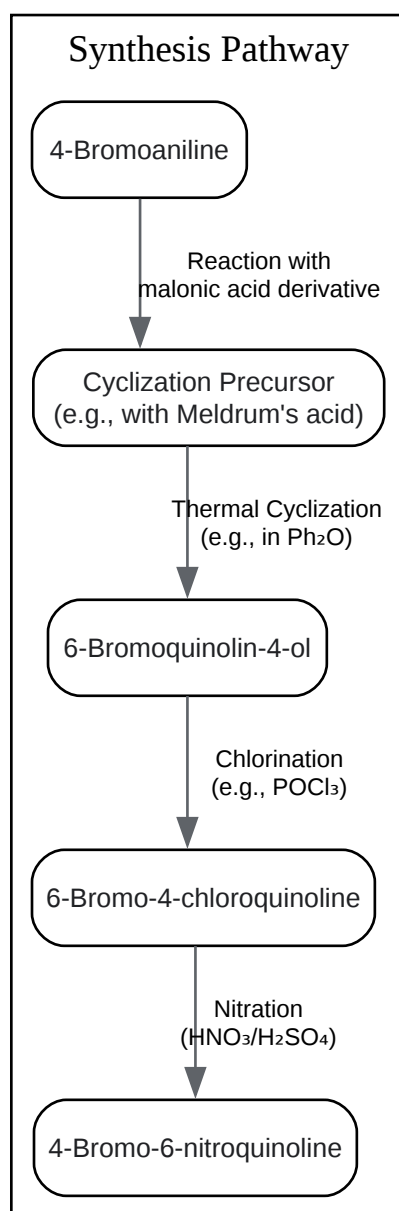 Synthesis Pathway
4-Bromoaniline
Reaction with
malonic acid derivative
Cyclization Precursor
(e.g., with Meldrum's acid)
Thermal Cyclization
(e.g., in Ph₂O)
6-Bromoquinolin-4-ol
Chlorination
(e.g., POCl₃)
6-Bromo-4-chloroquinoline
Nitration
(HNO₃/H₂SO₄)
4-Bromo-6-nitroquinoline